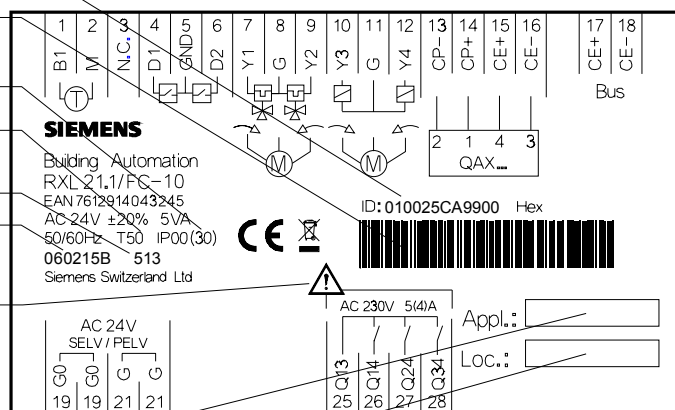 1 2 3 4 5 6 7 8 9 10 11 12 13 14 15 16 17 18
B1 M N.C. D1 GND D2 Y1 G Y2 Y3 G Y4 CP- CP+ CE+ CE- CE+ CE-
Bus
T
SIEMENS
2 1 4 3
M M QAX...
Building Automation
RXL 21.1/FC-10
EAN 7612914043245
ID: 010025CA9900 Hex
AC 24V ±20% 5VA
50/60Hz T50 IP00(30)
CE
060215B 513
Siemens Switzerland Ltd
!
AC 230V 5(4)A
Appl.:
AC 24V
SELV/PELV
Loc.:
G0 G0 G G Q13 Q14 Q24 Q34
19 19 21 21 25 26 27 28